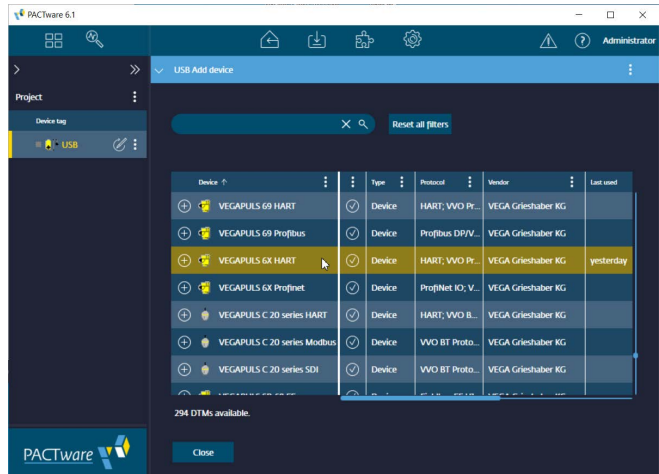 PACTware 6.1
Administrator
USB Add device
Project
Device tag
USB
Reset all filters
Device Type Protocol Vendor Last used
VEGAPULS 69 HART Device HART; VVO Pr... VEGA Grieshaber KG
VEGAPULS 69 Profibus Device Profibus DP/V... VEGA Grieshaber KG
VEGAPULS 6X HART Device HART; VVO Pr... VEGA Grieshaber KG yesterday
VEGAPULS 6X Profinet Device ProfiNet IO; V... VEGA Grieshaber KG
VEGAPULS C 20 series HART Device HART; VVO B... VEGA Grieshaber KG
VEGAPULS C 20 series Modbus Device VVO BT Proto... VEGA Grieshaber KG
VEGAPULS C 20 series SDI Device VVO BT Proto... VEGA Grieshaber KG
294 DTMs available.
Close
PACTware